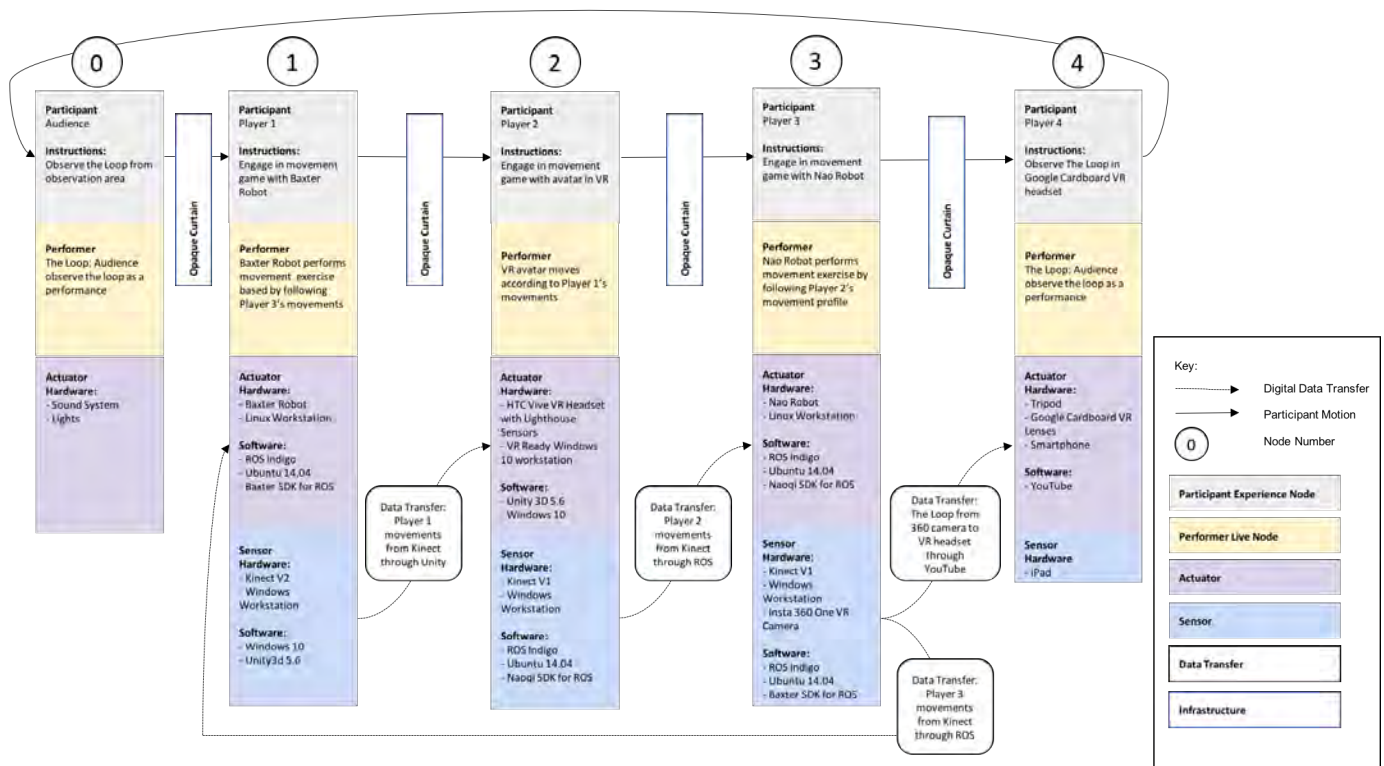 0
Participant
Audience
Instructions:
Observe the Loop from
observation area
Performer
The Loop: Audience
observe the loop as a
performance
Actuator
Hardware:
- Sound System
- Lights
Opaque Curtain
1
Participant
Player 1
Instructions:
Engage in movement
game with Baxter
Robot
Performer
Baxter Robot performs
movement exercise
based by following
Player 3's movements
Actuator
Hardware:
- Baxter Robot
- Linux Workstation
Software:
- ROS Indigo
- Ubuntu 14.04
- Baxter SDK for ROS
Sensor
Hardware:
- Kinect V2
- Windows
Workstation
Software:
- Windows 10
- Unity3d 5.6
Opaque Curtain
Data Transfer:
Player 1
movements
from Kinect
through Unity
2
Participant
Player 2
Instructions:
Engage in movement
game with avatar in VR
Performer
VR avatar moves
according to Player 1's
movements
Actuator
Hardware:
- HTC Vive VR Headset
with Lighthouse
Sensors
- VR Ready Windows
10 workstation
Software:
- Unity 3D 5.6
- Windows 10
Sensor
Hardware:
- Kinect V1
- Windows
Workstation
Software:
- ROS Indigo
- Ubuntu 14.04
- Naoqi SDK for ROS
Opaque Curtain
Data Transfer:
Player 2
movements
from Kinect
through ROS
3
Participant
Player 3
Instructions:
Engage in movement
game with Nao Robot
Performer
Nao Robot performs
movement exercise by
following Player 2's
movement profile
Actuator
Hardware:
- Nao Robot
- Linux Workstation
Software:
- ROS Indigo
- Ubuntu 14.04
- Naoqi SDK for ROS
Sensor
Hardware:
- Kinect V1
- Windows
Workstation
- Insta 360 One VR
Camera
Software:
- ROS Indigo
- Ubuntu 14.04
- Baxter SDK for ROS
Opaque Curtain
Data Transfer:
The Loop from
360 camera to
VR headset
through
YouTube
Data Transfer:
Player 3
movements
from Kinect
through ROS
4
Participant
Player 4
Instructions:
Observe The Loop in
Google Cardboard VR
headset
Performer
The Loop: Audience
observe the loop as a
performance
Actuator
Hardware:
- Tripod
- Google Cardboard VR
Lenses
- Smartphone
Software:
- YouTube
Sensor
Hardware
- iPad
Key:
Digital Data Transfer
Participant Motion
0 Node Number
Participant Experience Node
Performer Live Node
Actuator
Sensor
Data Transfer
Infrastructure